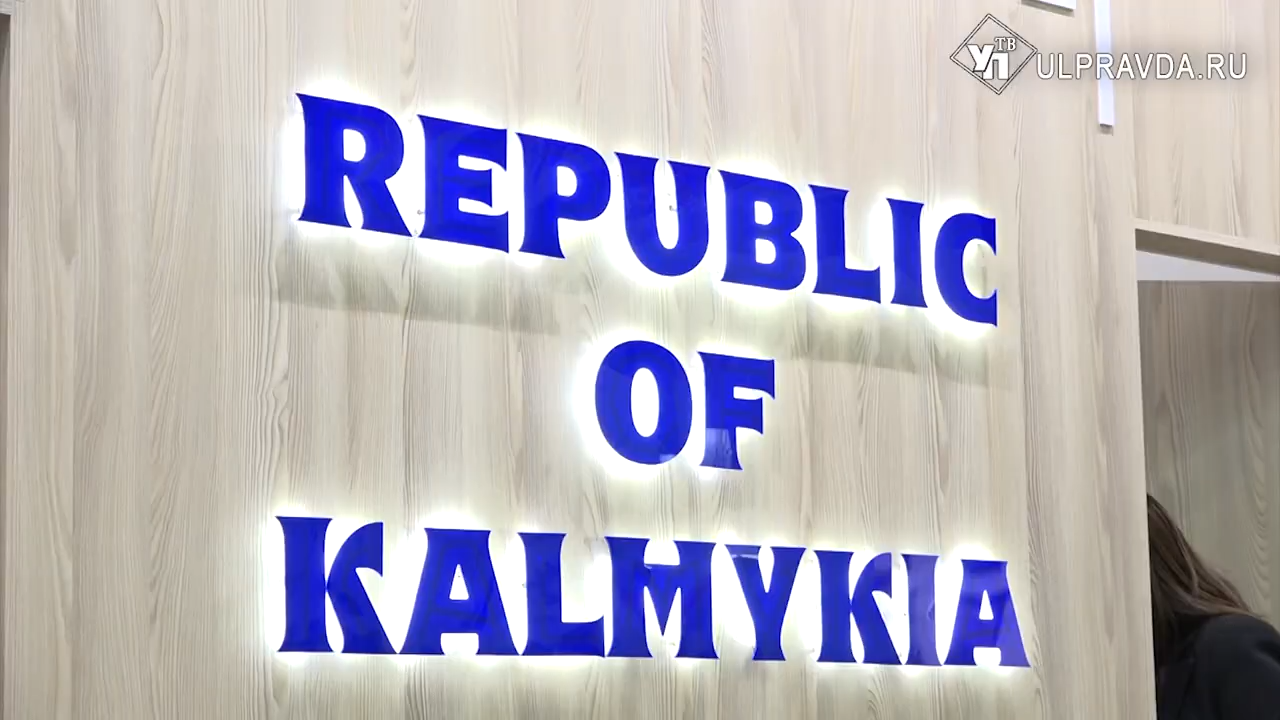 УП ТВ ULPRAVDA.RU
REPUBLIC
OF
KALMYKIA